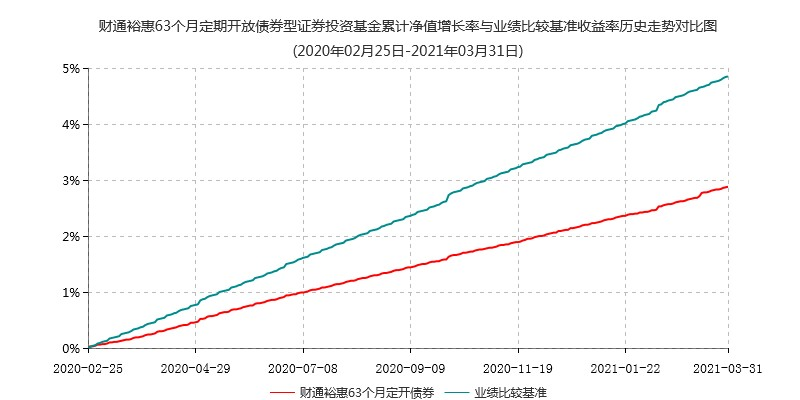 财通裕惠63个月定期开放债券型证券投资基金累计净值增长率与业绩比较基准收益率历史走势对比图
(2020年02月25日-2021年03月31日)
5%
4%
3%
2%
1%
0%
2020-02-25 2020-04-29 2020-07-08 2020-09-09 2020-11-19 2021-01-22 2021-03-31
财通裕惠63个月定开债券 业绩比较基准